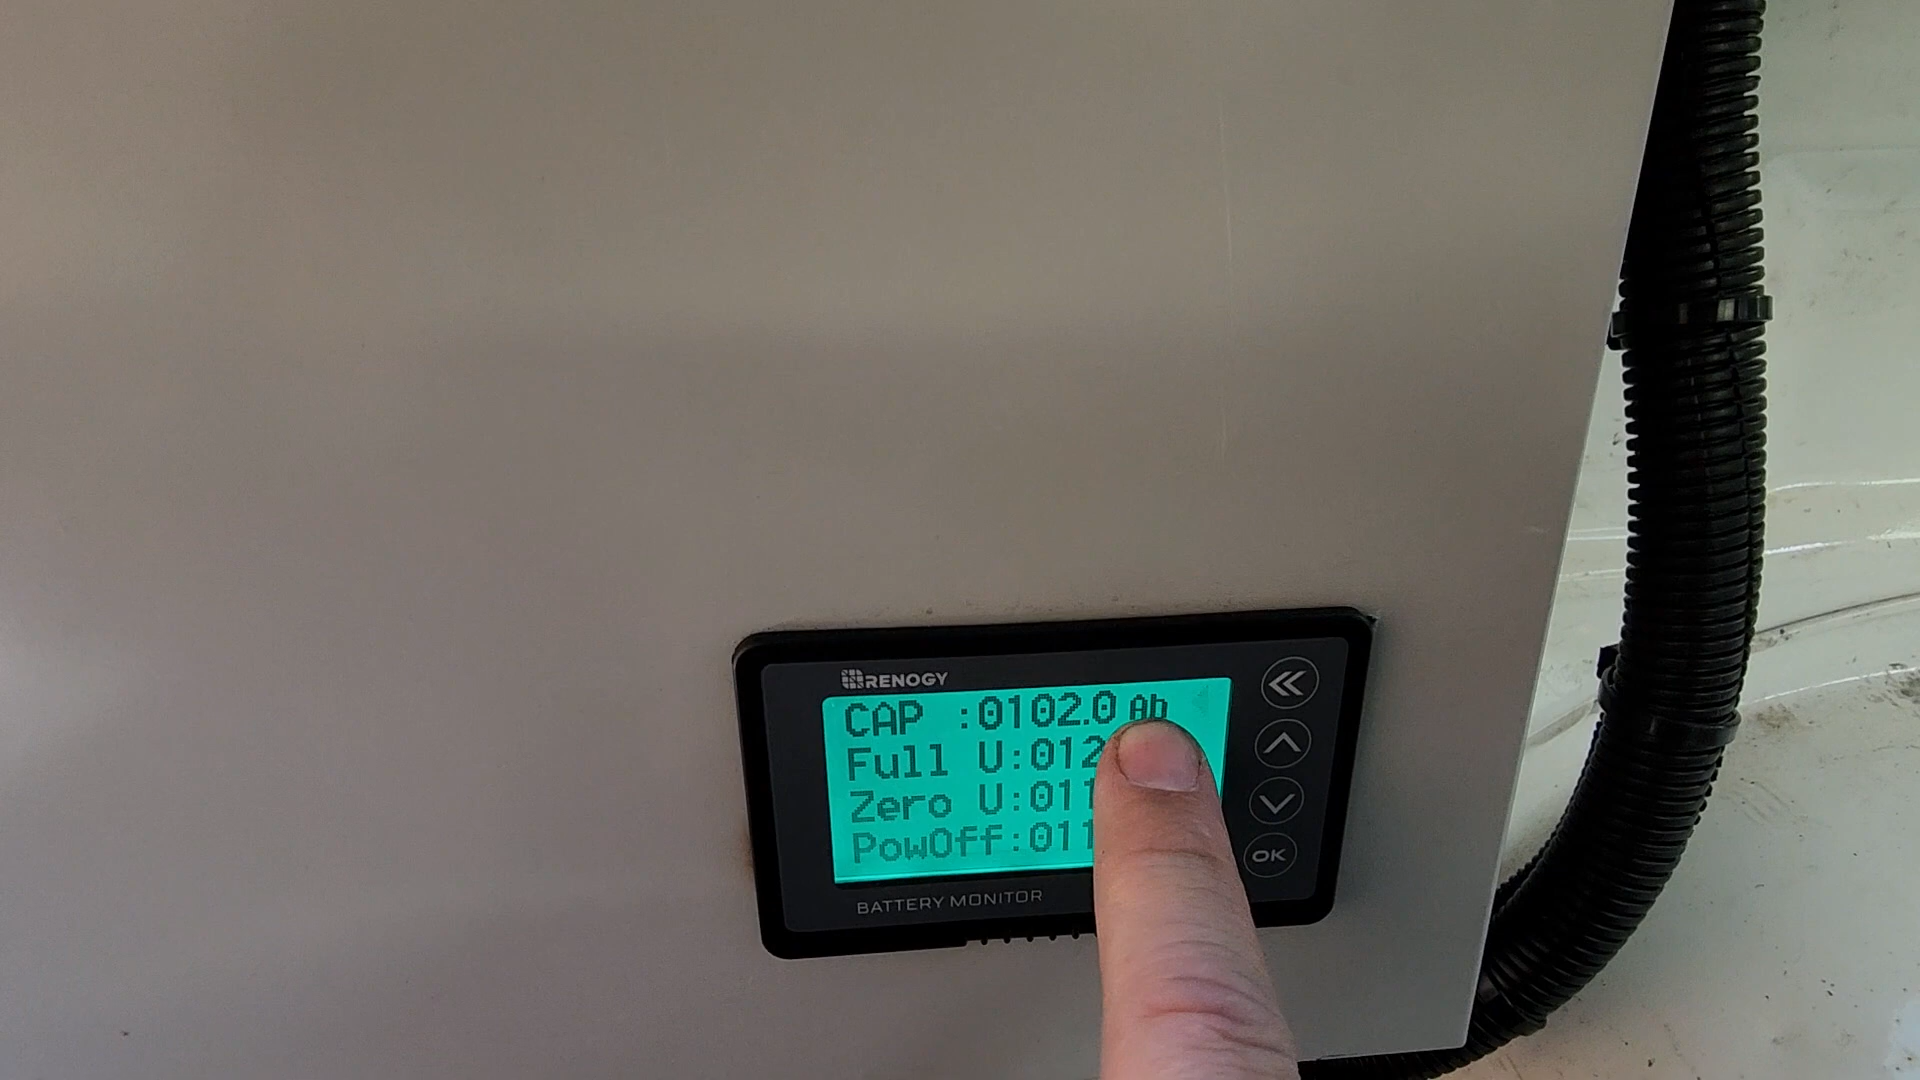 RENOGY
CAP :0102.0 Ah
Full U:012
Zero U:011
PowOff:011
OK
BATTERY MONITOR